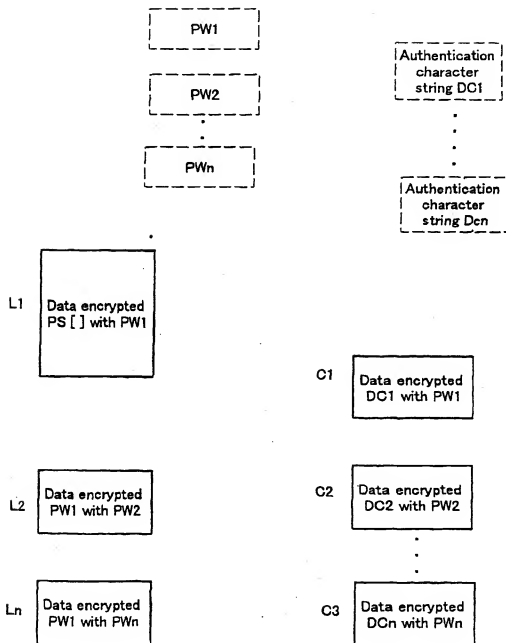 PW1
PW2
PWn
Authentication
character
string DC1
Authentication
character
string Dcn
L1
Data encrypted
PS [ ] with PW1
C1
Data encrypted
DC1 with PW1
L2
Data encrypted
PW1 with PW2
C2
Data encrypted
DC2 with PW2
Ln
Data encrypted
PW1 with PWn
C3
Data encrypted
DCn with PWn